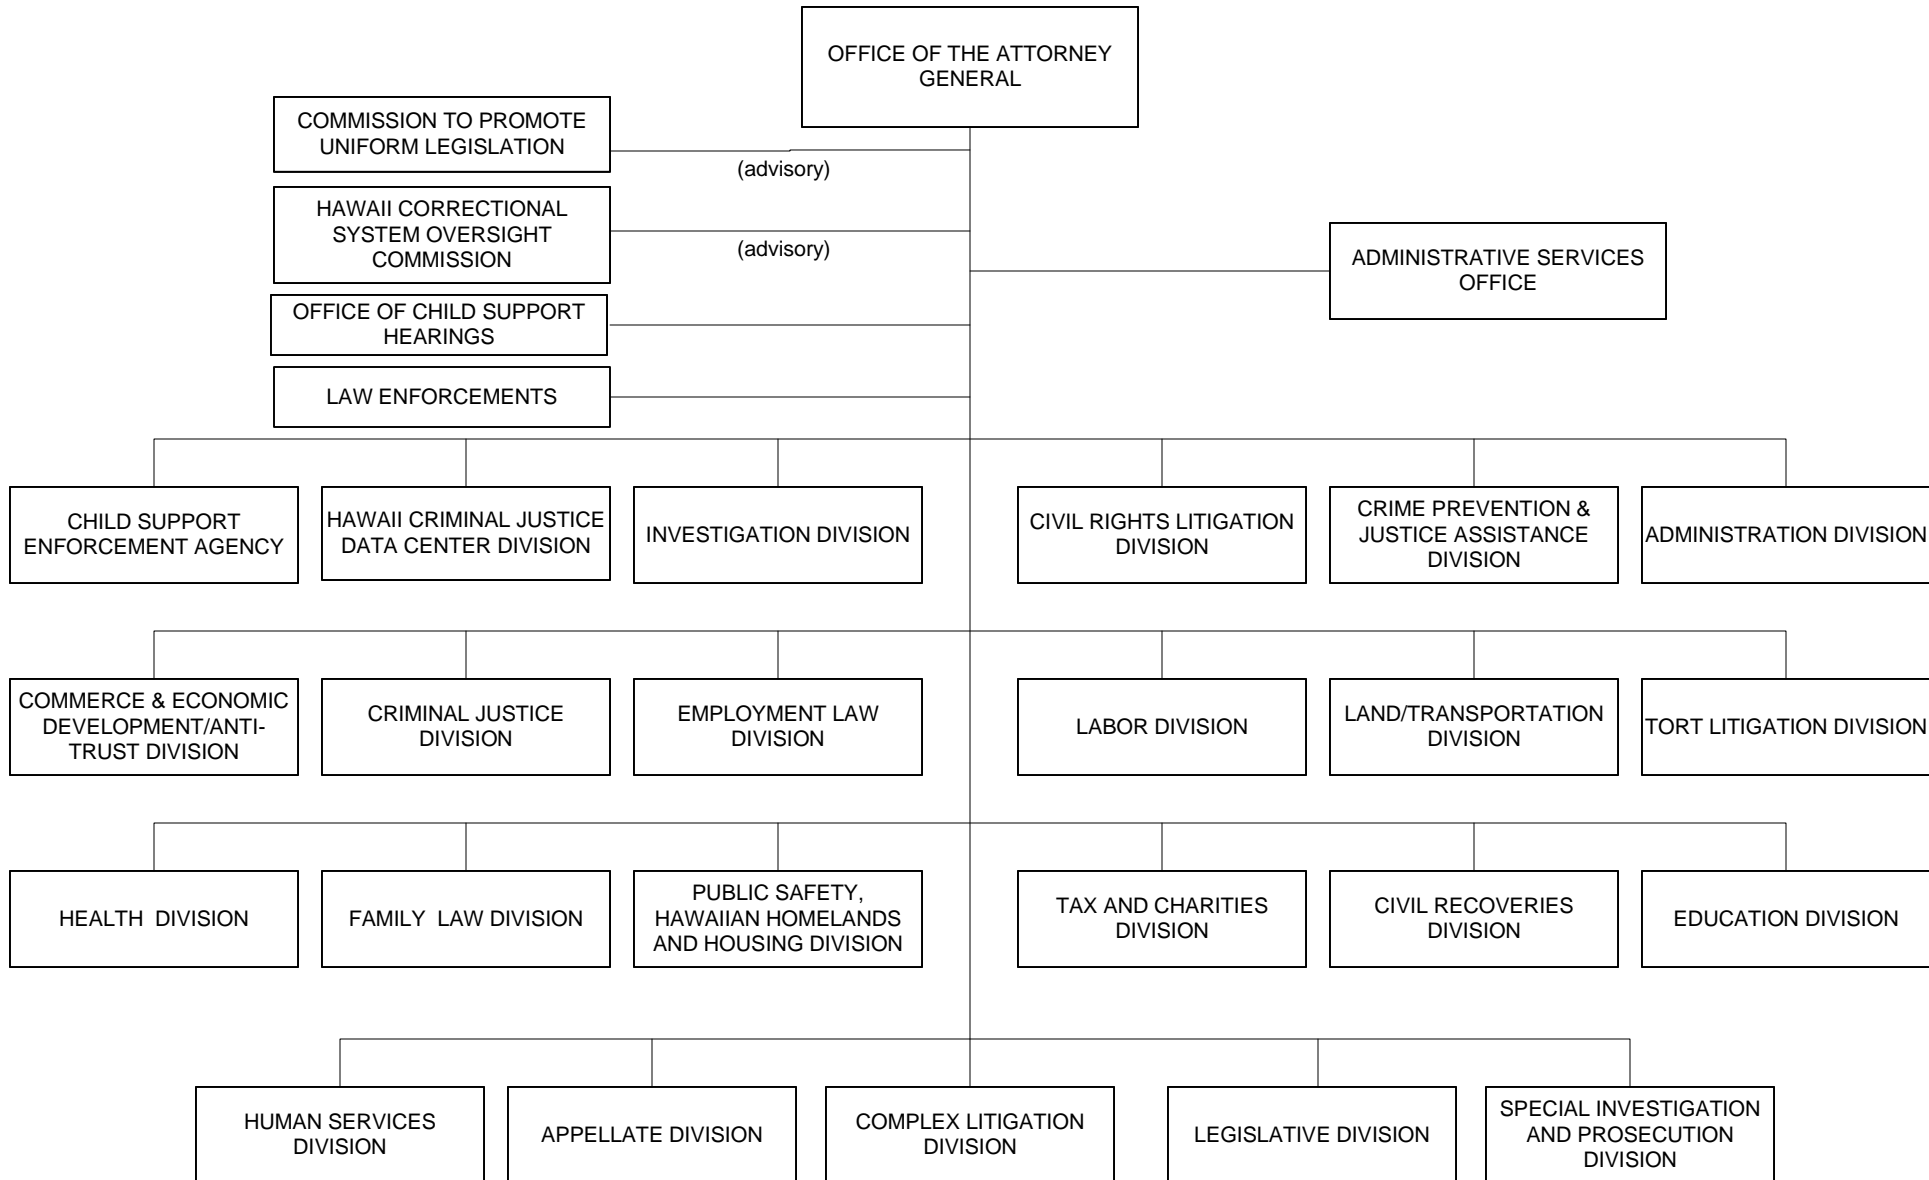 OFFICE OF THE ATTORNEY
GENERAL
COMMISSION TO PROMOTE
UNIFORM LEGISLATION
(advisory)
HAWAII CORRECTIONAL
SYSTEM OVERSIGHT
COMMISSION
(advisory)
ADMINISTRATIVE SERVICES
OFFICE
OFFICE OF CHILD SUPPORT
HEARINGS
LAW ENFORCEMENTS
CHILD SUPPORT
ENFORCEMENT AGENCY
HAWAII CRIMINAL JUSTICE
DATA CENTER DIVISION
INVESTIGATION DIVISION
CIVIL RIGHTS LITIGATION
DIVISION
CRIME PREVENTION &
JUSTICE ASSISTANCE
DIVISION
ADMINISTRATION DIVISION
COMMERCE & ECONOMIC
DEVELOPMENT/ANTI-
TRUST DIVISION
CRIMINAL JUSTICE
DIVISION
EMPLOYMENT LAW
DIVISION
LABOR DIVISION
LAND/TRANSPORTATION
DIVISION
TORT LITIGATION DIVISION
HEALTH DIVISION
FAMILY LAW DIVISION
PUBLIC SAFETY,
HAWAIIAN HOMELANDS
AND HOUSING DIVISION
TAX AND CHARITIES
DIVISION
CIVIL RECOVERIES
DIVISION
EDUCATION DIVISION
HUMAN SERVICES
DIVISION
APPELLATE DIVISION
COMPLEX LITIGATION
DIVISION
LEGISLATIVE DIVISION
SPECIAL INVESTIGATION
AND PROSECUTION
DIVISION